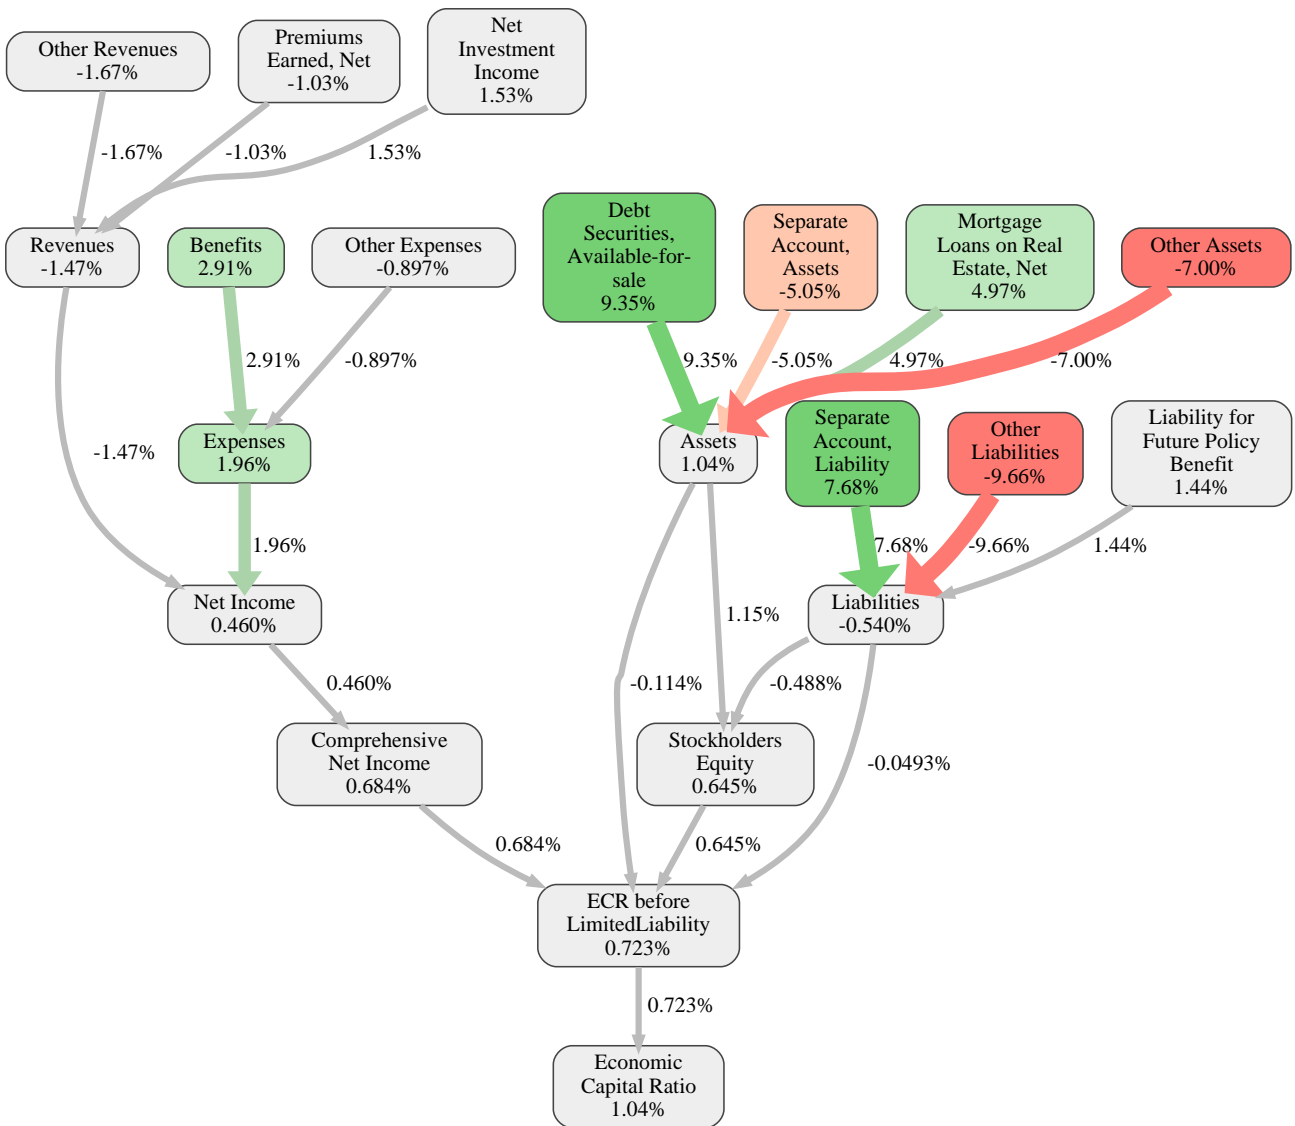 Other Revenues
-1.67%
Premiums
Earned, Net
-1.03%
Net
Investment
Income
1.53%
-1.67%
-1.03%
1.53%
Revenues
-1.47%
Benefits
2.91%
Other Expenses
-0.897%
Debt
Securities,
Available-for-
sale
9.35%
Separate
Account,
Assets
-5.05%
Mortgage
Loans on Real
Estate, Net
4.97%
Other Assets
-7.00%
2.91%
-0.897%
9.35%
-5.05%
4.97%
-7.00%
-1.47%
Expenses
1.96%
Assets
1.04%
Separate
Account,
Liability
7.68%
Other
Liabilities
-9.66%
Liability for
Future Policy
Benefit
1.44%
1.96%
7.68%
-9.66%
1.44%
Net Income
0.460%
1.15%
Liabilities
-0.540%
0.460%
-0.114%
-0.488%
Comprehensive
Net Income
0.684%
Stockholders
Equity
0.645%
-0.0493%
0.684%
0.645%
ECR before
LimitedLiability
0.723%
0.723%
Economic
Capital Ratio
1.04%